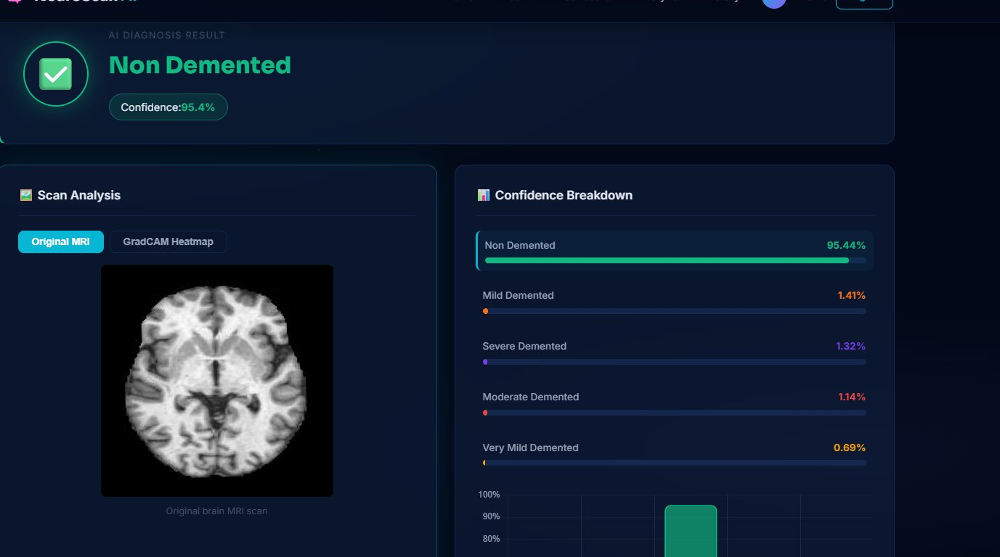 AI DIAGNOSIS RESULT
Non Demented
Confidence:95.4%
Scan Analysis
Original MRI GradCAM Heatmap
Original brain MRI scan
Confidence Breakdown
Non Demented 95.44%
Mild Demented 1.41%
Severe Demented 1.32%
Moderate Demented 1.14%
Very Mild Demented 0.69%
100%
90%
80%